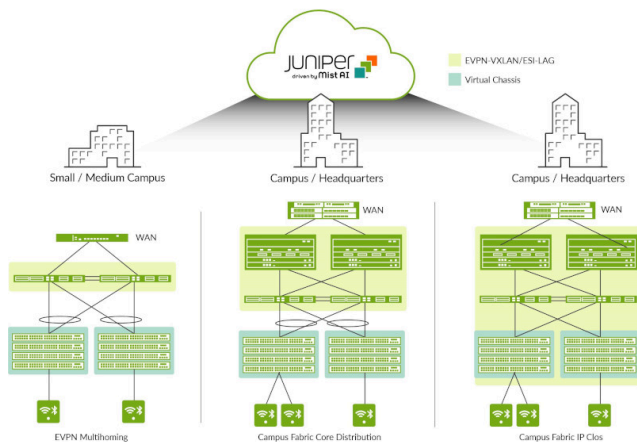 JUNIPER
driven by Mist AI
EVPN-VXLAN/ESI-LAG
Virtual Chassis
Small / Medium Campus
Campus / Headquarters
Campus / Headquarters
WAN
WAN
WAN
EVPN Multihoming
Campus Fabric Core Distribution
Campus Fabric IP Clos